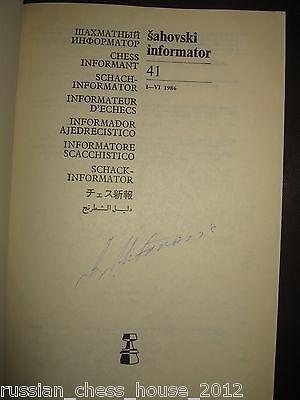 ШАХМАТНЫЙ
ИНФОРМАТОР
CHESS
INFORMANT
SCHACH-
INFORMATOR
INFORMATEUR
D'ECHECS
INFORMADOR
AJEDRECISTICO
INFORMATORE
SCACCHISTICO
SCHACK-
INFORMATOR
チェス新報
دليل الشطرنج
šahovski
informator
41
I—VI 1986
russian_chess_house_2012